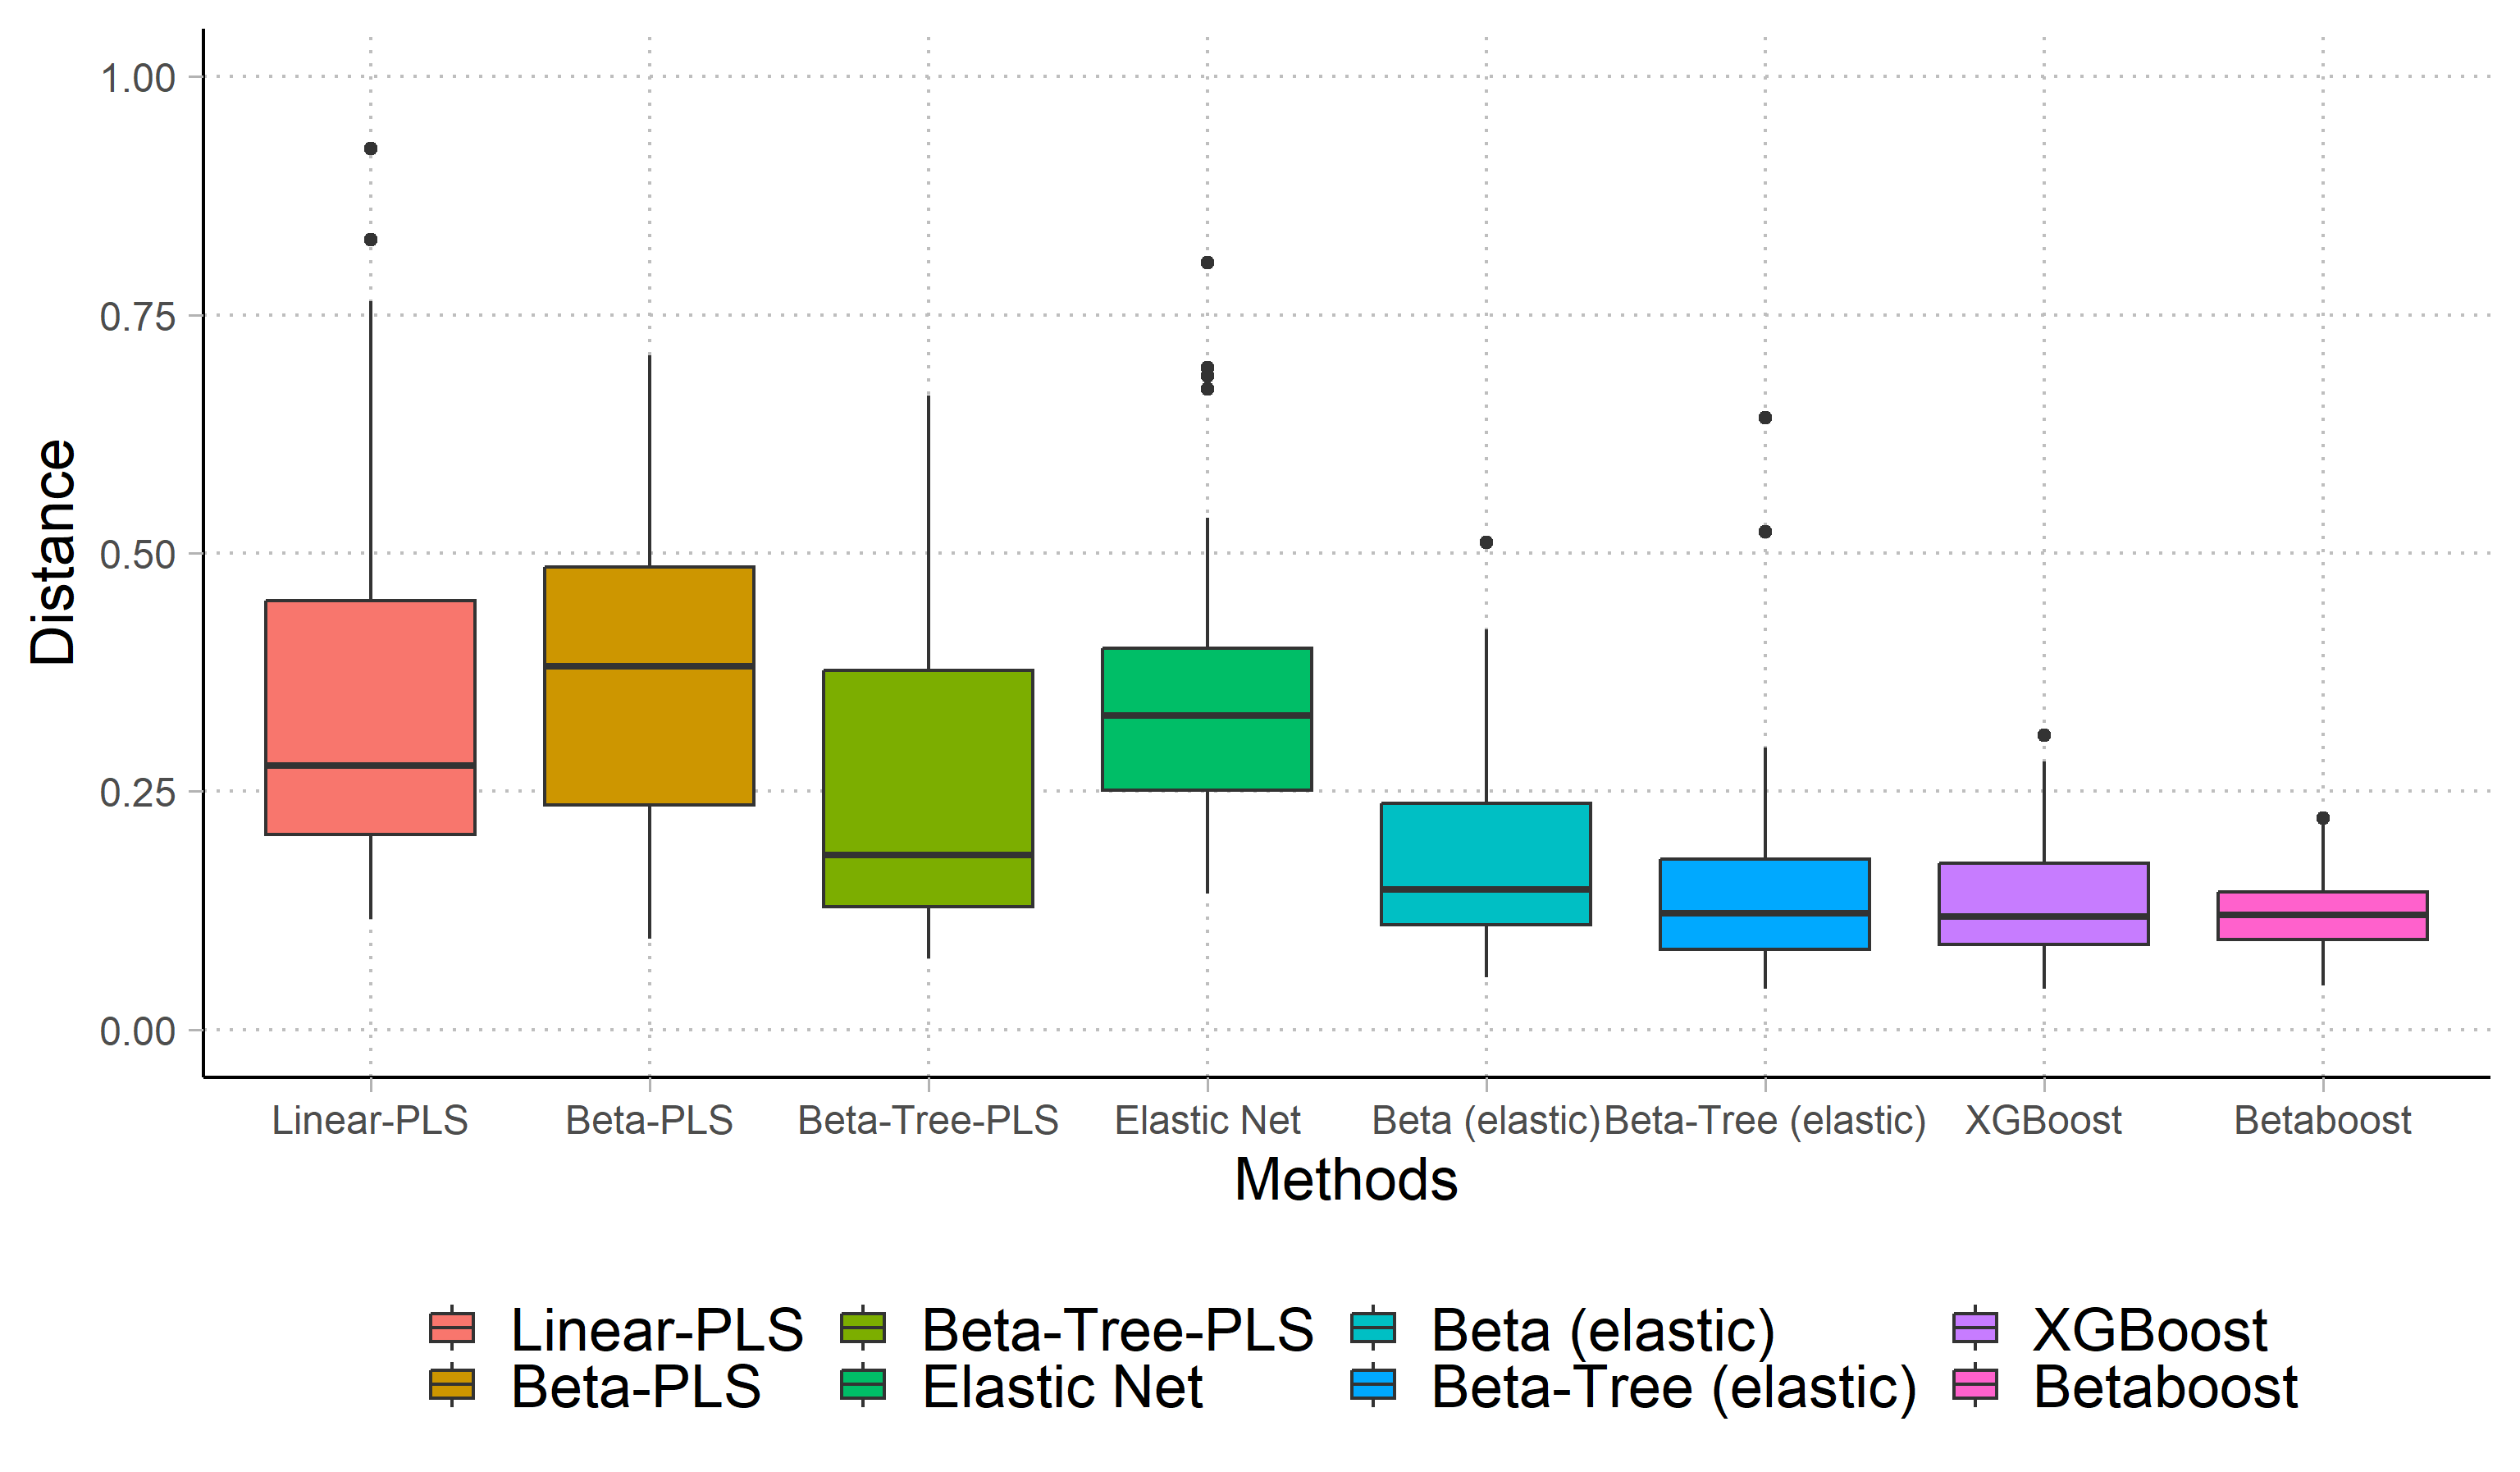 1.00
0.75
0.50
0.25
0.00
Distance
Linear-PLS Beta-PLS Beta-Tree-PLS Elastic Net Beta (elastic) Beta-Tree (elastic) XGBoost Betaboost
Methods
Linear-PLS Beta-Tree-PLS Beta (elastic) XGBoost
Beta-PLS Elastic Net Beta-Tree (elastic) Betaboost